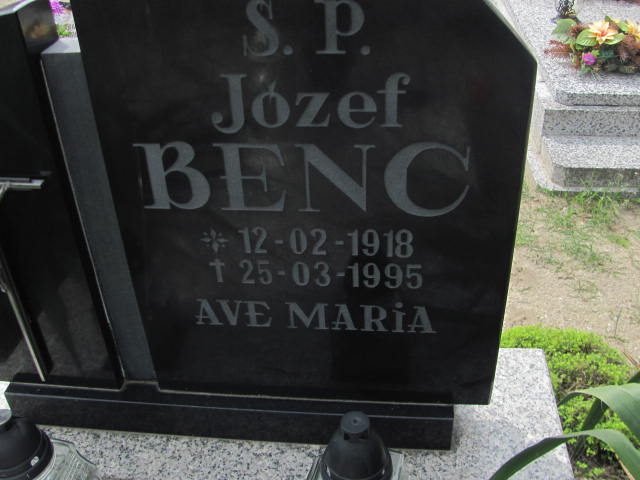 Ś. P.
Józef
BENC
* 12-02-1918
† 25-03-1995
AVE MARiA